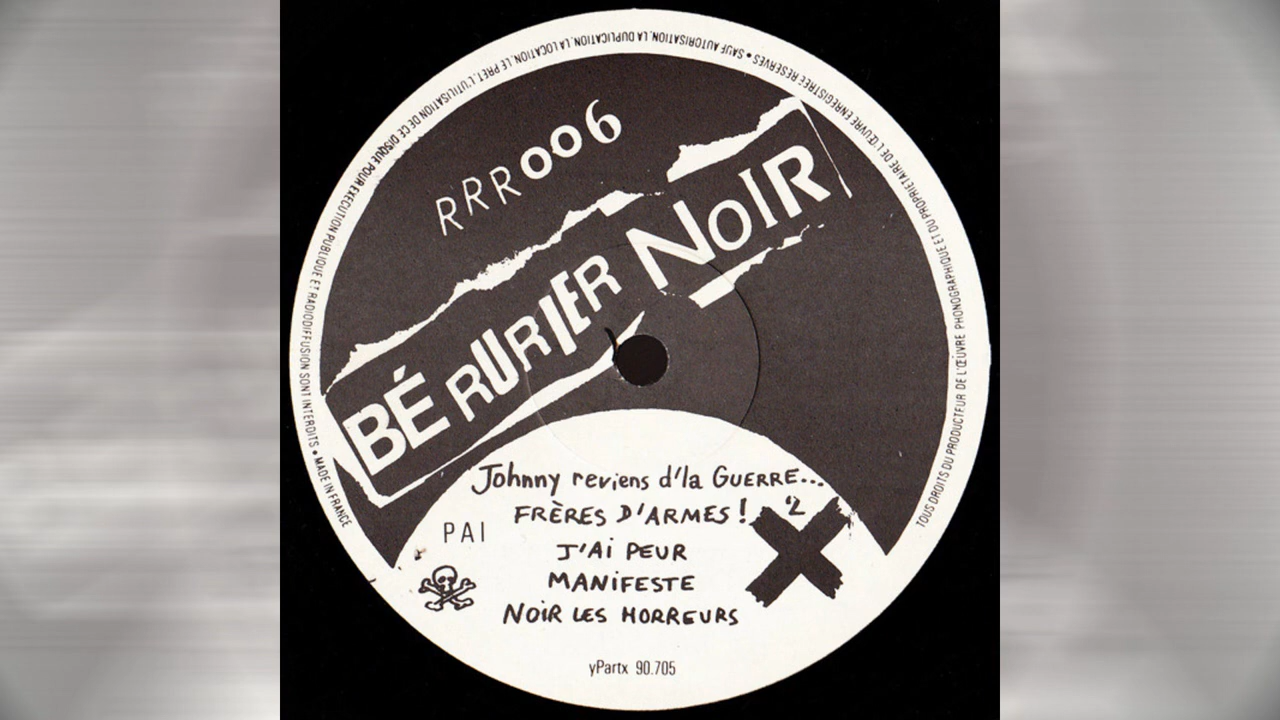 RRR006
BÉRURIER NOIR
Johnny reviens d'la GUERRE...
FRÈRES D'ARMES !
'2
PAI
J'Ai PEUR
MANiFESTE
NOiR LES HORREURS
yPartx 90.705
TOUS DROITS DU PRODUCTEUR DE L'ŒUVRE PHONOGRAPHIQUE ET DU PROPRIETAIRE DE L'ŒUVRE ENREGISTREE RESERVES • SAUF AUTORISATION, LA DUPLICATION, LA LOCATION, LE PRET, L'UTILISATION DE CE DISQUE POUR EXECUTION PUBLIQUE ET RADIODIFFUSION SONT INTERDITS • MADE IN FRANCE